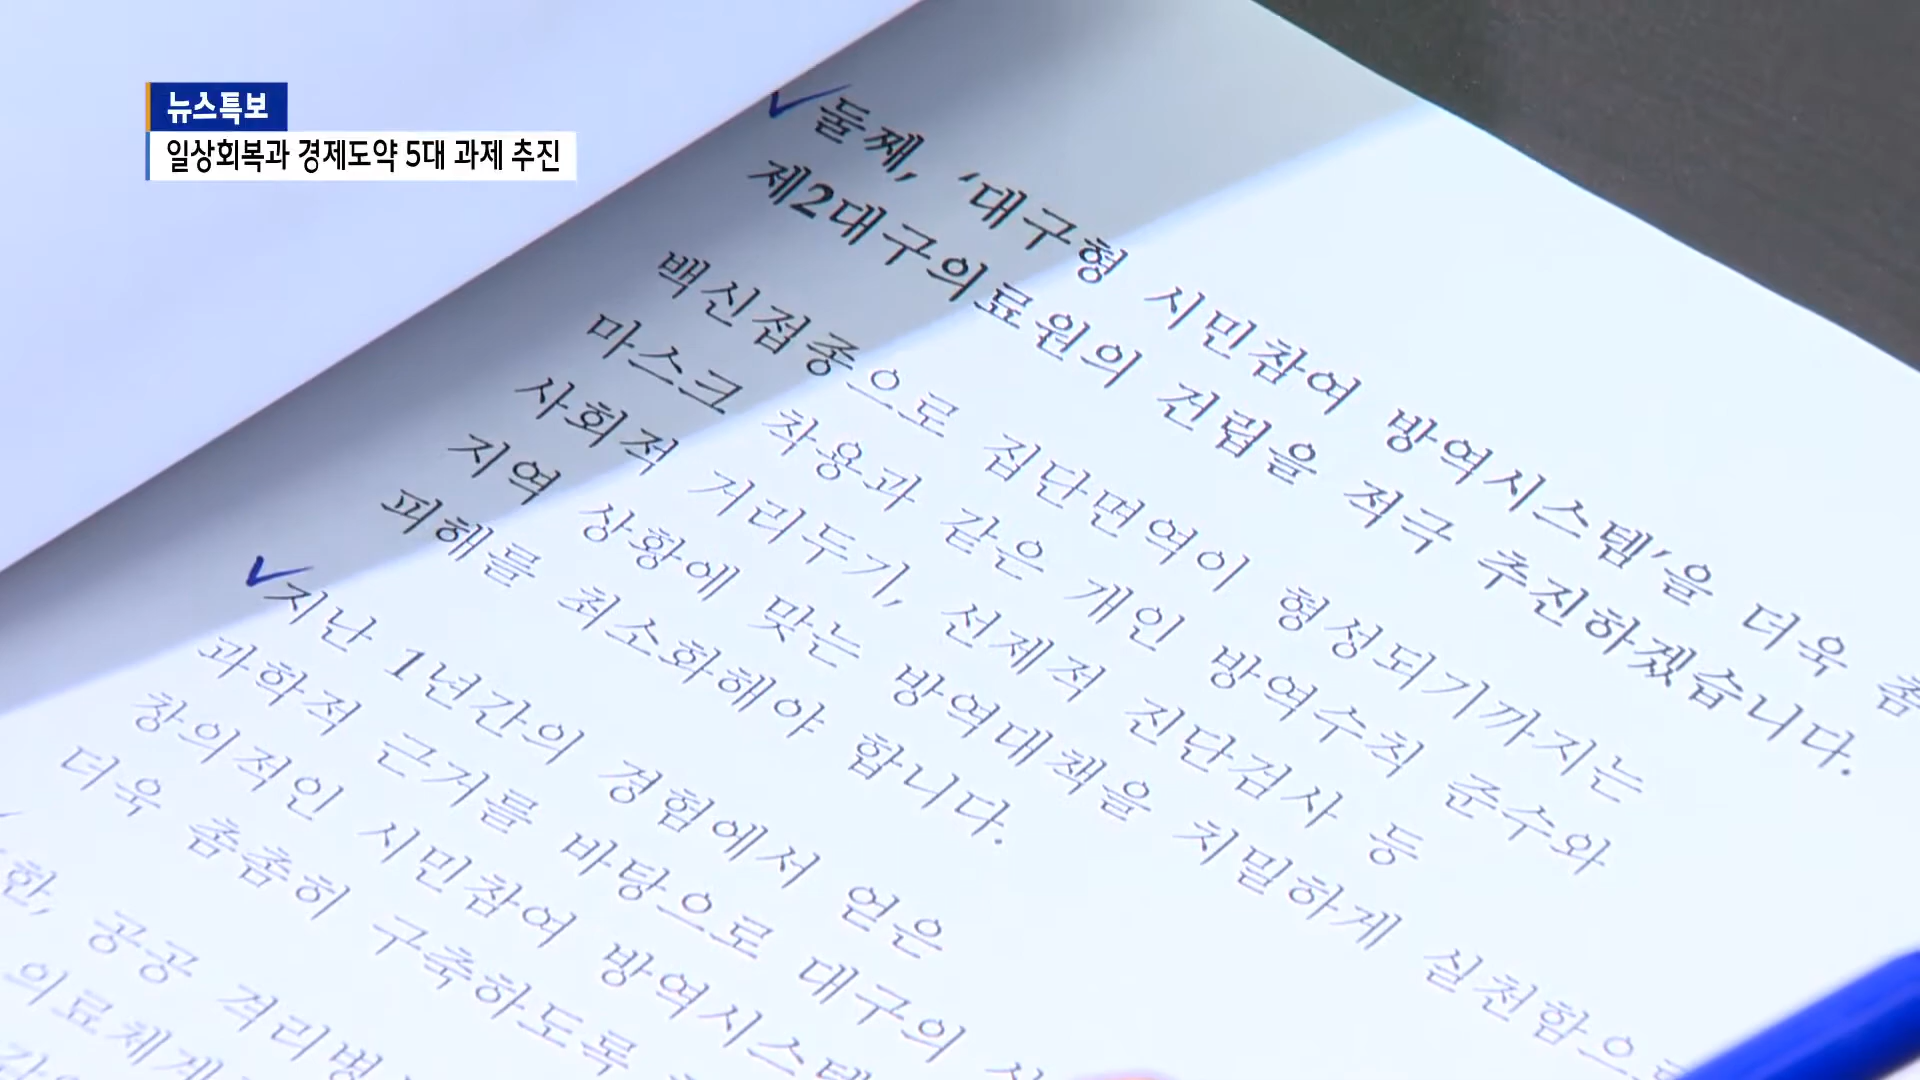 뉴스특보
일상회복과 경제도약 5대 과제 추진
둘째, ‘대구형 시민참여 방역시스템’을 더욱 촘
제2대구의료원의 건립을 적극 추진하겠습니다.
백신접종으로 집단면역이 형성되기까지는
마스크 착용과 같은 개인 방역수칙 준수와
사회적 거리두기, 선제적 진단검사 등
지역 상황에 맞는 방역대책을 치밀하게 실천함으로
피해를 최소화해야 합니다.
지난 1년간의 경험에서 얻은
과학적 근거를 바탕으로 대구의
창의적인 시민참여 방역시스템
더욱 촘촘히 구축하도록
한, 공공 격리병
의료체계